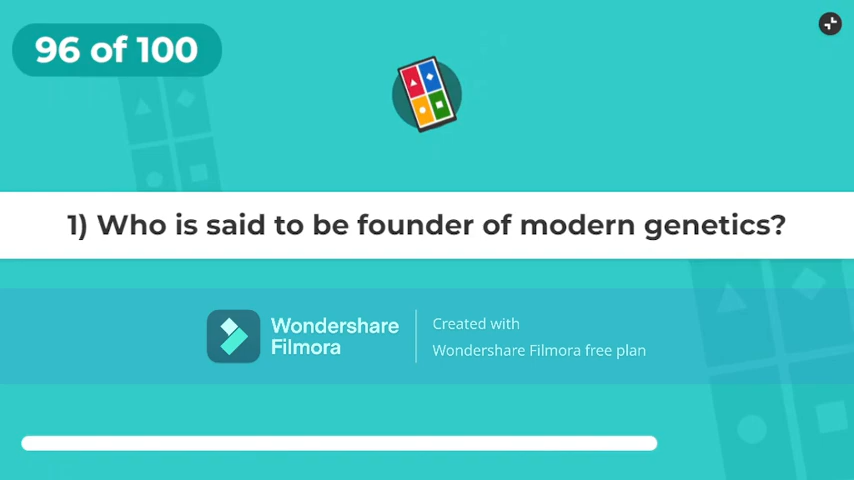 96 of 100
1) Who is said to be founder of modern genetics?
Wondershare
Filmora
Created with
Wondershare Filmora free plan